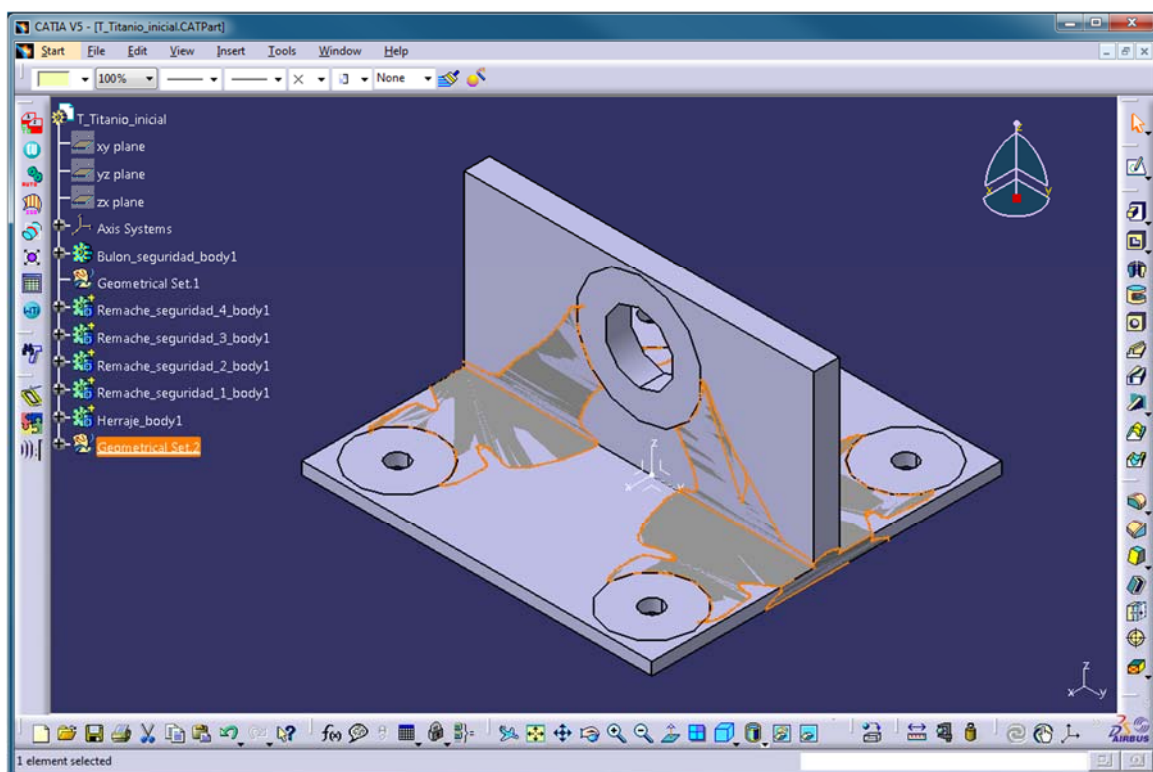 CATIA V5 - [T_Titanio_inicial.CATPart]
Start File Edit View Insert Tools Window Help
100% None
T_Titanio_inicial
xy plane
yz plane
zx plane
Axis Systems
Bulon_seguridad_body1
Geometrical Set.1
Remache_seguridad_4_body1
Remache_seguridad_3_body1
Remache_seguridad_2_body1
Remache_seguridad_1_body1
Herraje_body1
Geometrical Set.2
z
x y
z
x y
z
x y
f(x)
AIRBUS
1 element selected